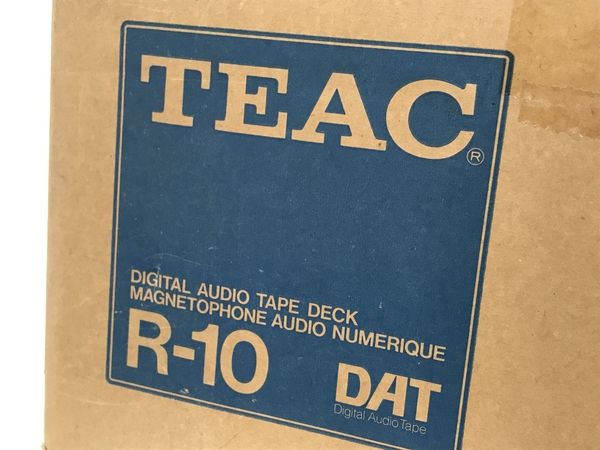 TEAC®
DIGITAL AUDIO TAPE DECK
MAGNETOPHONE AUDIO NUMERIQUE
R-10
DAT
Digital Audio Tape